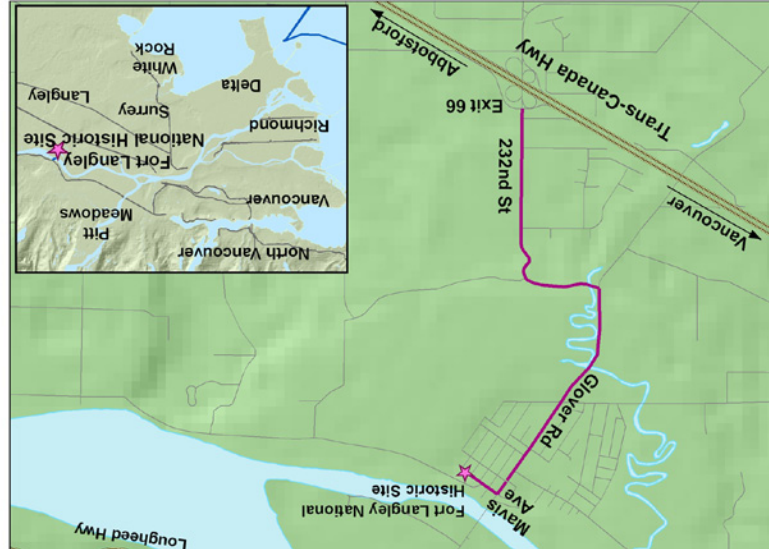 Lougheed Hwy
Fort Langley National
Historic Site
Mavis
Ave
Glover Rd
232nd St
Exit 66
Vancouver
Trans-Canada Hwy
Abbotsford
North Vancouver
Vancouver
Pitt
Meadows
Richmond
Fort Langley
National Historic Site
Delta
Surrey
Langley
White
Rock